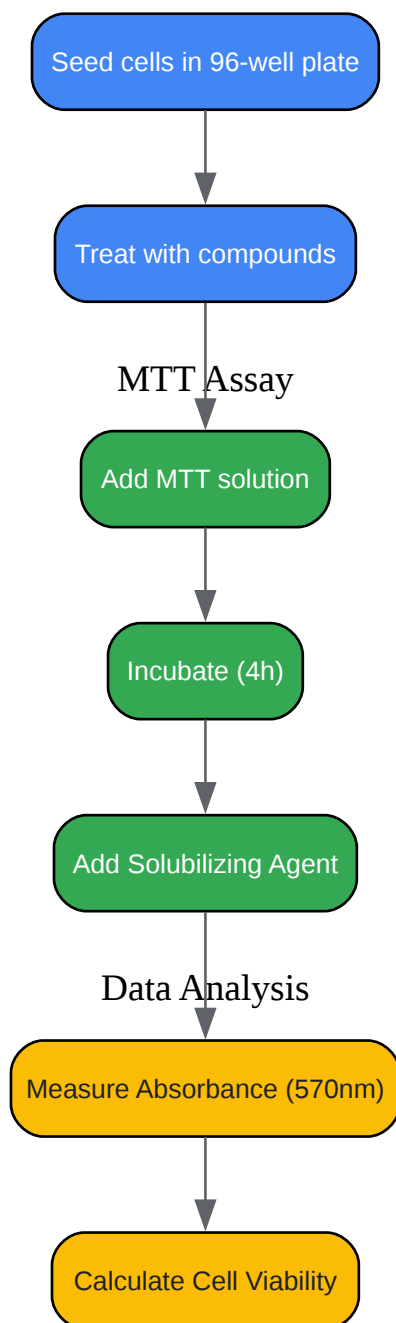 Seed cells in 96-well plate
Treat with compounds
MTT Assay
Add MTT solution
Incubate (4h)
Add Solubilizing Agent
Data Analysis
Measure Absorbance (570nm)
Calculate Cell Viability